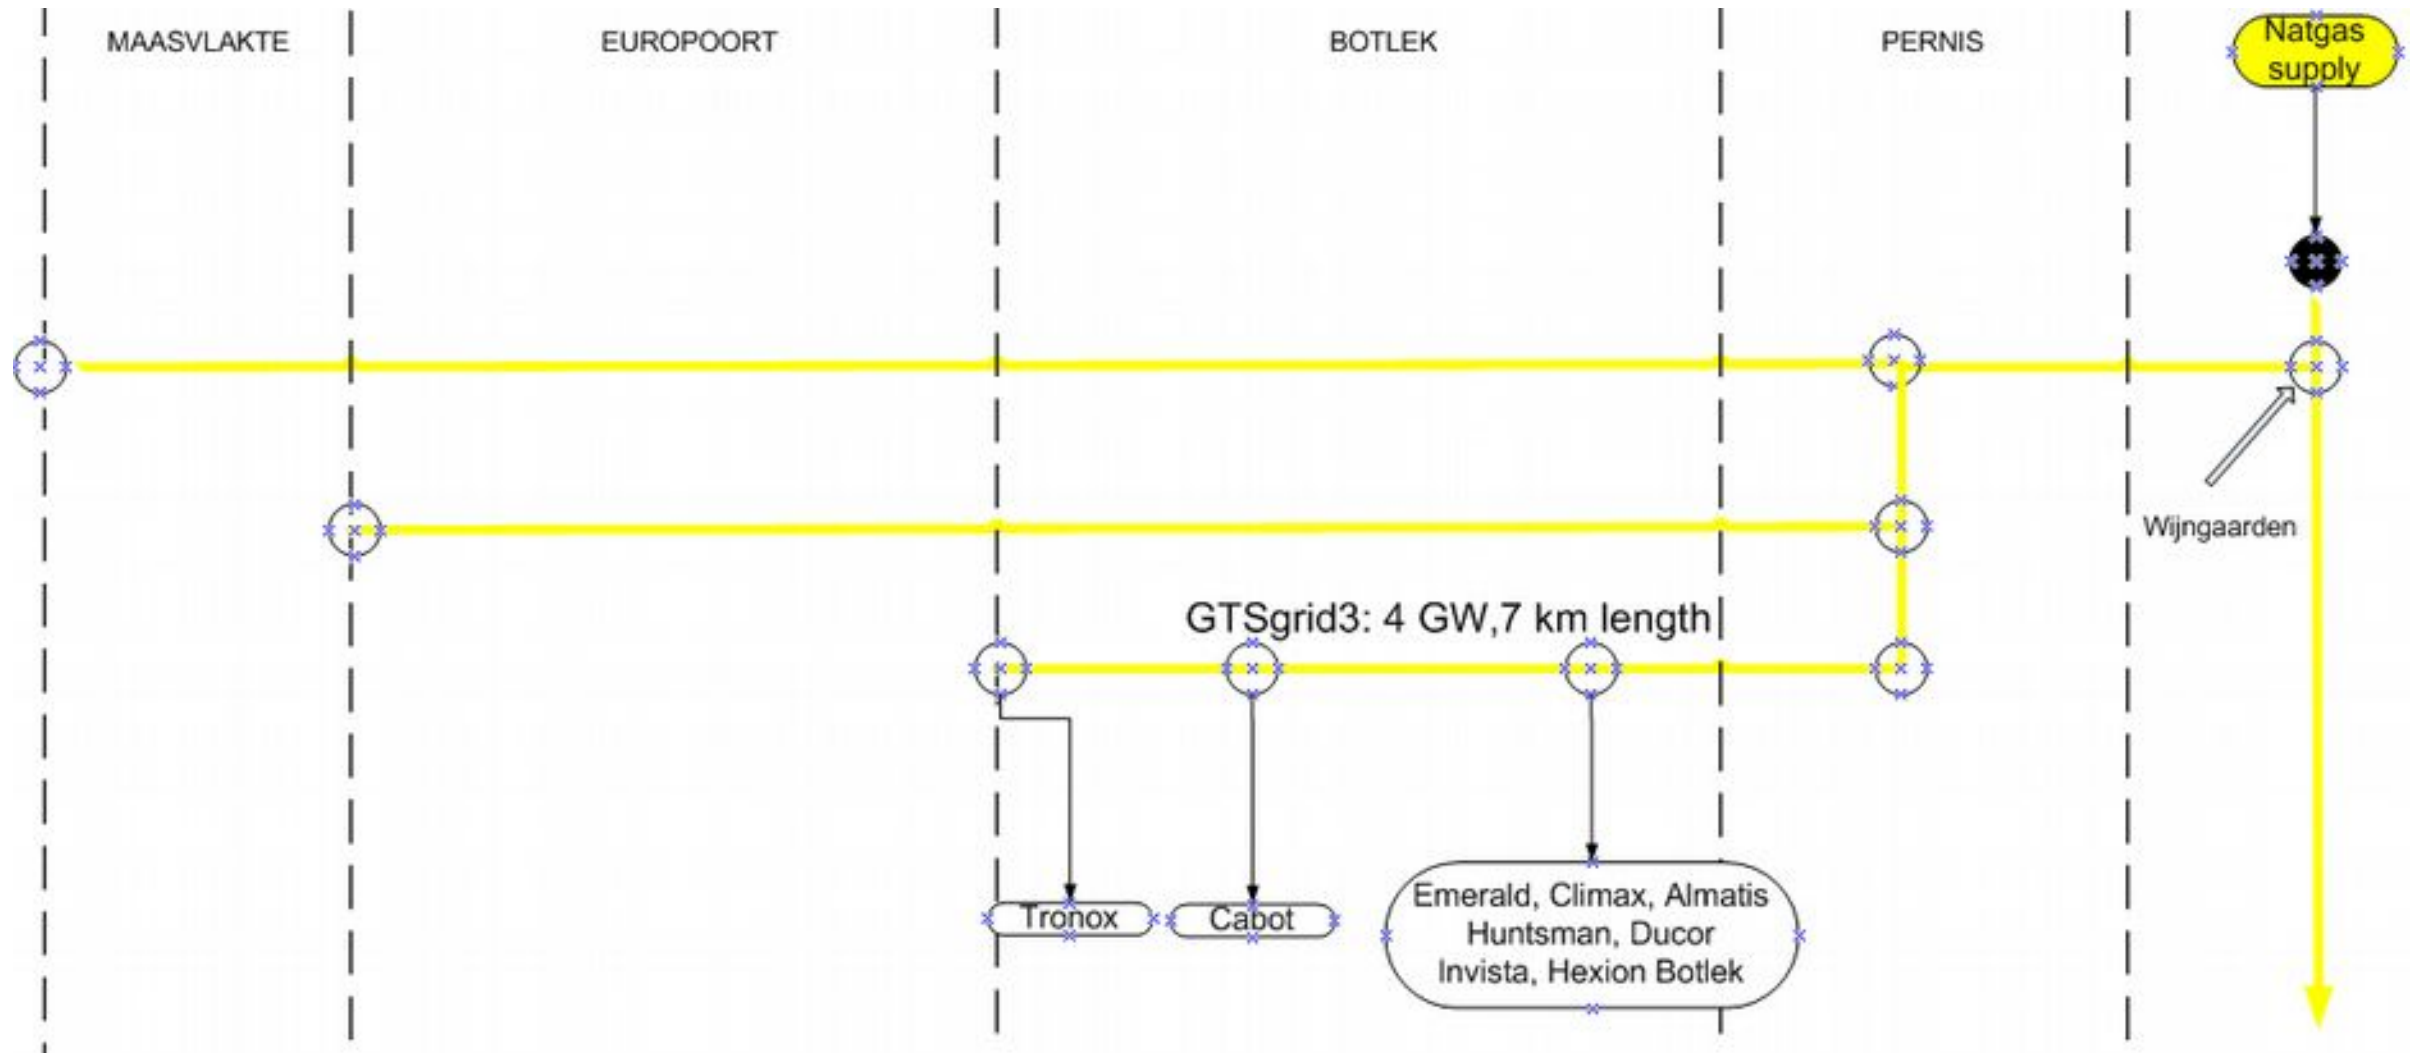 MAASVLAKTE
EUROPOORT
BOTLEK
PERNIS
Natgas
supply
Wijngaarden
GTSgrid3: 4 GW,7 km length
Tronox
Cabot
Emerald, Climax, Almatis
Huntsman, Ducor
Invista, Hexion Botlek